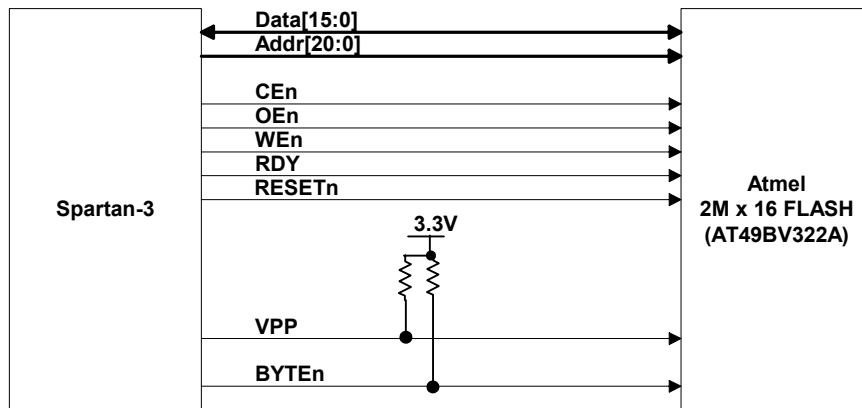 Data[15:0]
Addr[20:0]
CEn
OEn
WEn
RDY
RESETn
Spartan-3
Atmel
2M x 16 FLASH
(AT49BV322A)
3.3V
VPP
BYTEn